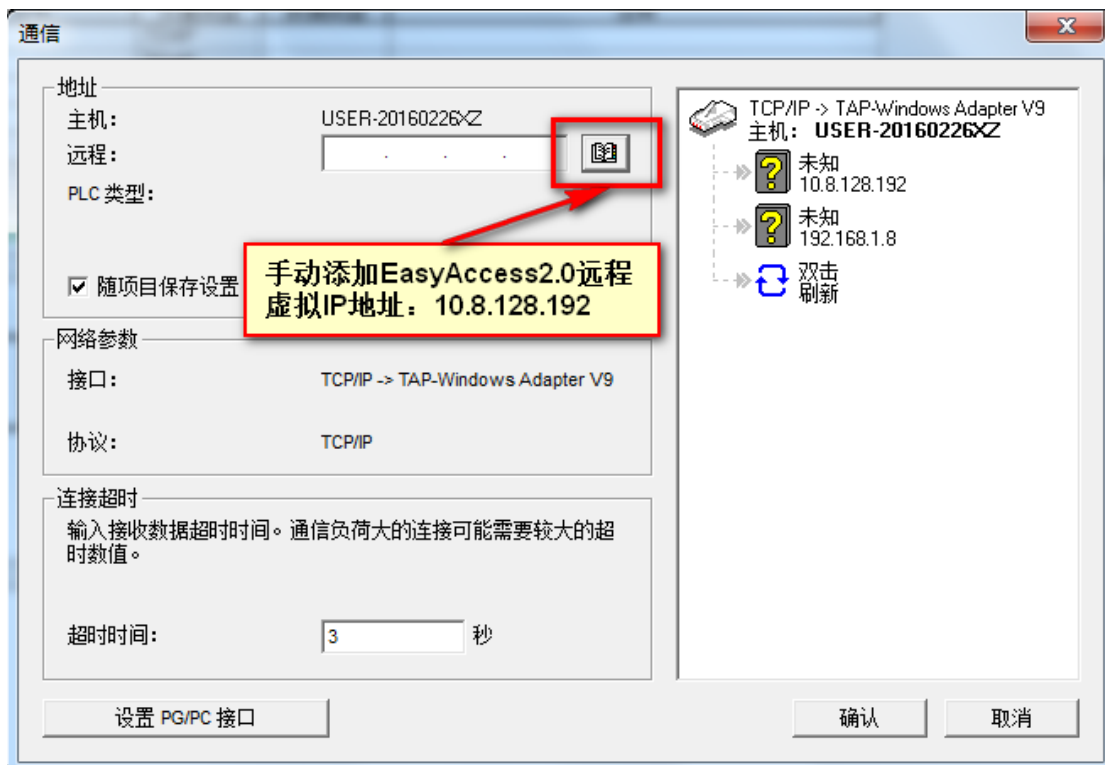 通信
地址
主机： USER-20160226XZ
远程： . . .
PLC 类型：
随项目保存设置
手动添加EasyAccess2.0远程
虚拟IP地址：10.8.128.192
网络参数
接口： TCP/IP -> TAP-Windows Adapter V9
协议： TCP/IP
连接超时
输入接收数据超时时间。通信负荷大的连接可能需要较大的超
时数值。
超时时间： 3 秒
设置 PG/PC 接口
TCP/IP -> TAP-Windows Adapter V9
主机： USER-20160226XZ
未知
10.8.128.192
未知
192.168.1.8
双击
刷新
确认
取消